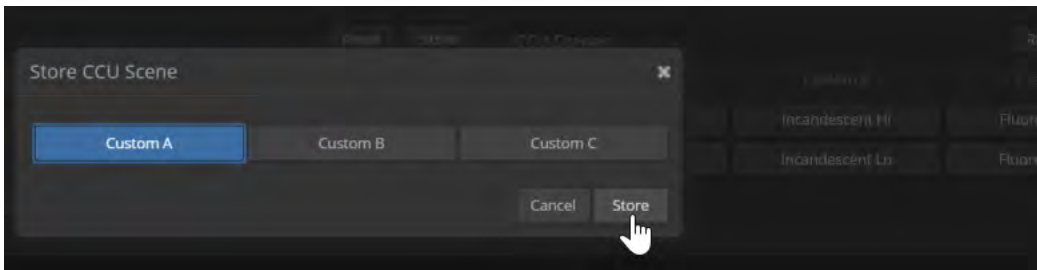 Store CCU Scene
Custom A Custom B Custom C
Incandescent Hi
Incandescent Lo
Cancel Store